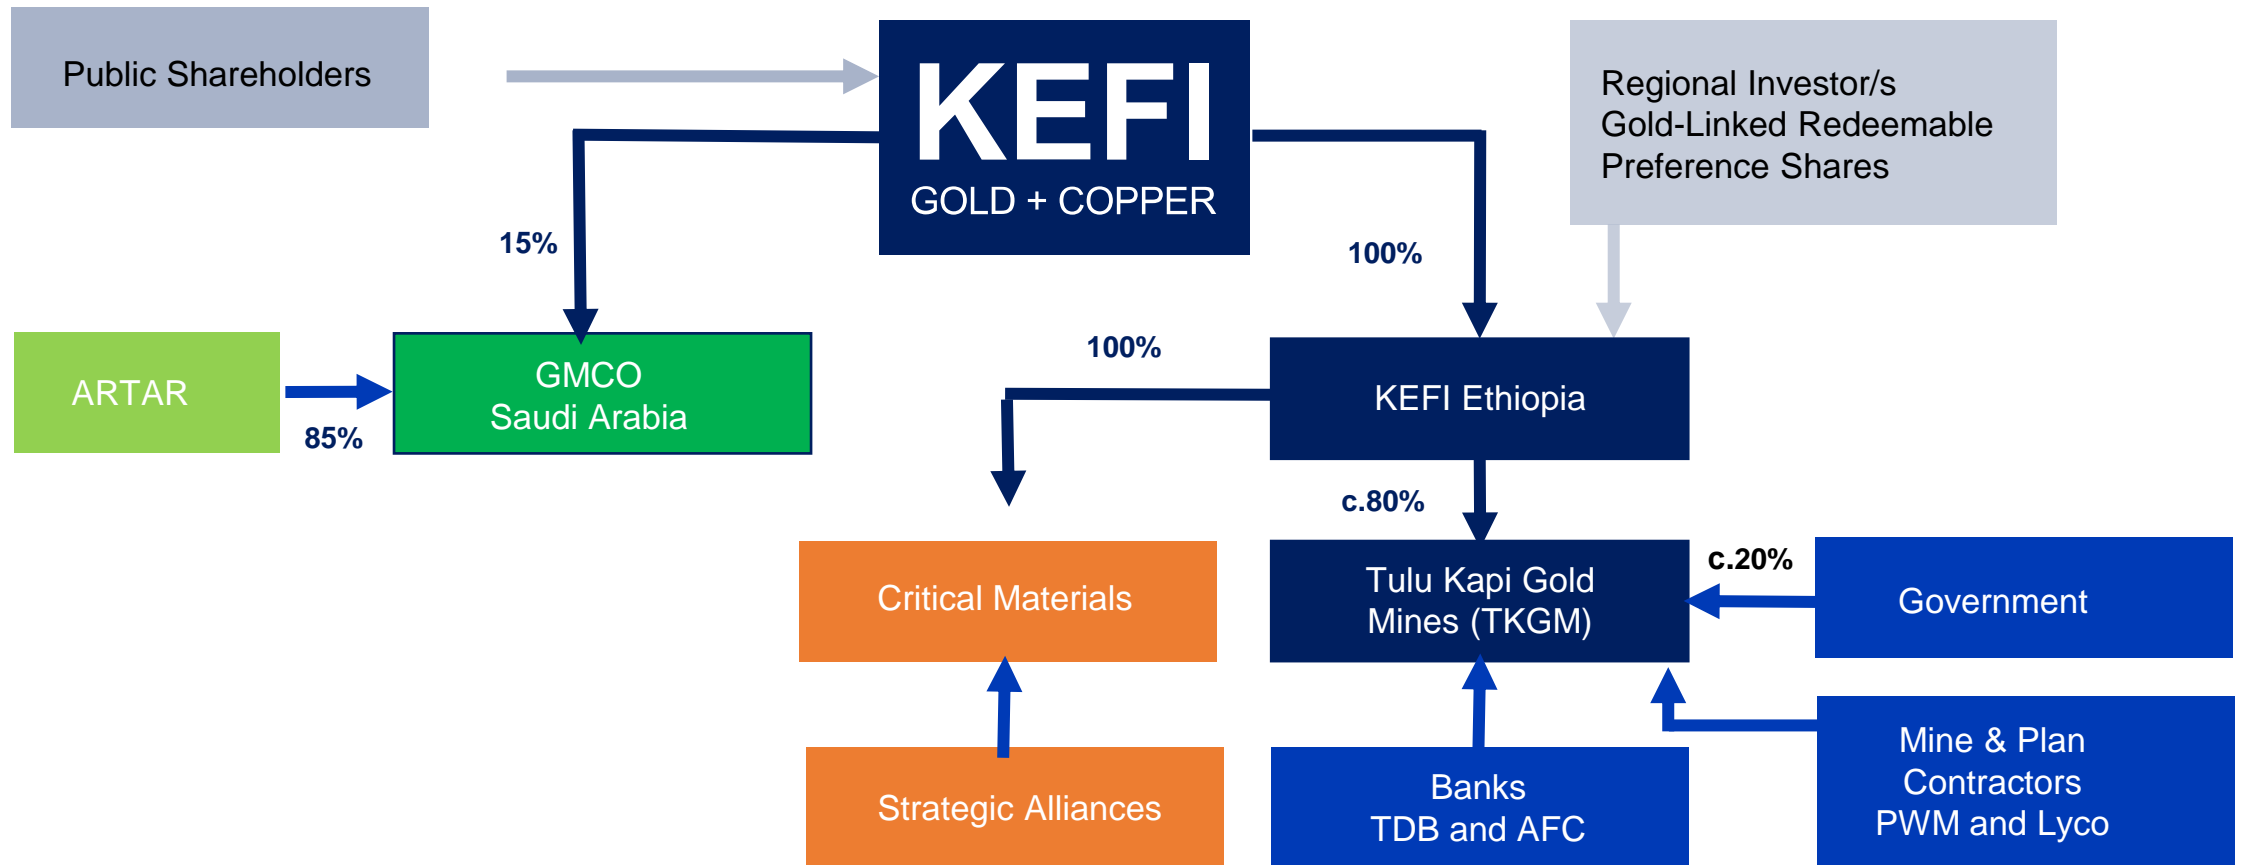 Public Shareholders
KEFI
GOLD + COPPER
Regional Investor/s
Gold-Linked Redeemable
Preference Shares
15%
100%
ARTAR
85%
GMCO
Saudi Arabia
100%
KEFI Ethiopia
c.80%
Critical Materials
Tulu Kapi Gold
Mines (TKGM)
c.20%
Government
Strategic Alliances
Banks
TDB and AFC
Mine & Plan
Contractors
PWM and Lyco